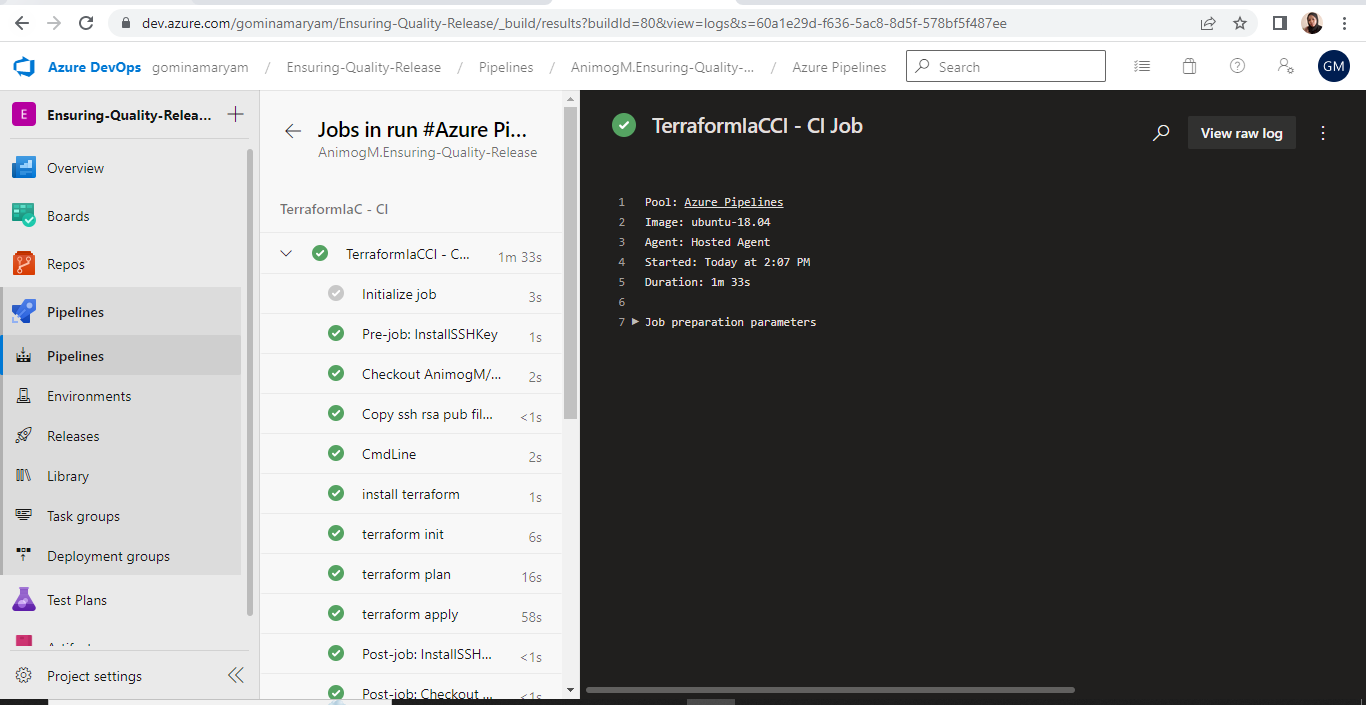 dev.azure.com/gominamaryam/Ensuring-Quality-Release/_build/results?buildId=80&view=logs&s=60a1e29d-f636-5ac8-8d5f-578bf5f487ee
Azure DevOps gominamaryam / Ensuring-Quality-Release / Pipelines / AnimogM.Ensuring-Quality-... / Azure Pipelines
Search
GM
E Ensuring-Quality-Relea...
Overview
Boards
Repos
Pipelines
Pipelines
Environments
Releases
Library
Task groups
Deployment groups
Test Plans
Project settings
Jobs in run #Azure Pi...
AnimogM.Ensuring-Quality-Release
TerraformIaC - CI
TerraformIaCCI - C... 1m 33s
Initialize job 3s
Pre-job: InstallSSHKey 1s
Checkout AnimogM/... 2s
Copy ssh rsa pub fil... <1s
CmdLine 2s
install terraform 1s
terraform init 6s
terraform plan 16s
terraform apply 58s
Post-job: InstallSSH... <1s
Post-job: Checkout ... <1s
TerraformIaCCI - CI Job
View raw log
1 Pool: Azure Pipelines
2 Image: ubuntu-18.04
3 Agent: Hosted Agent
4 Started: Today at 2:07 PM
5 Duration: 1m 33s
6
7 Job preparation parameters